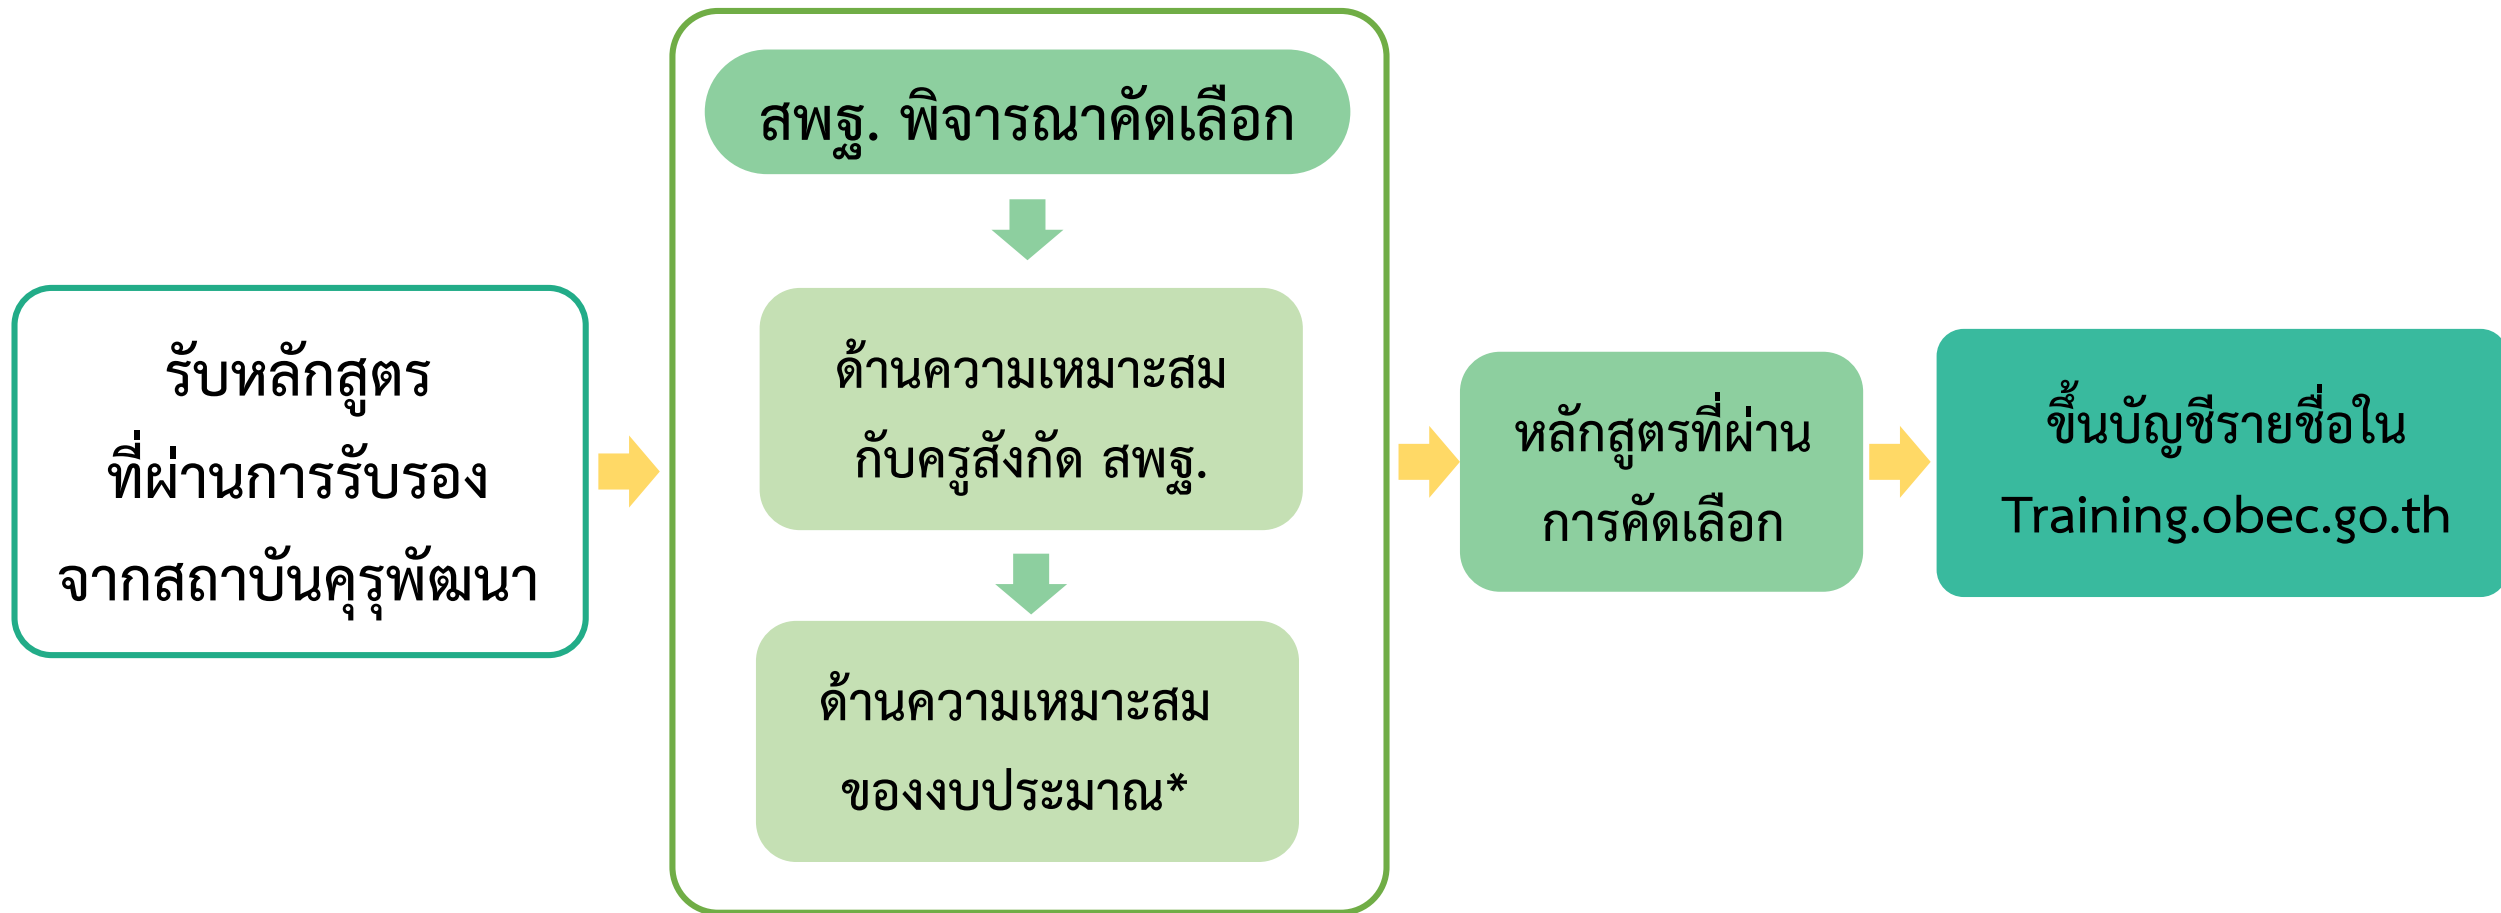 รับหลักสูตร
ที่ผ่านการรับรอง
จากสถาบันคุรุพัฒนา
สพฐ. พิจารณาคัดเลือก
ด้านความเหมาะสม
กับครูสังกัด สพฐ.
ด้านความเหมาะสม
ของงบประมาณ*
หลักสูตรที่ผ่าน
การคัดเลือก
ขึ้นบัญชีรายชื่อใน
Training.obec.go.th